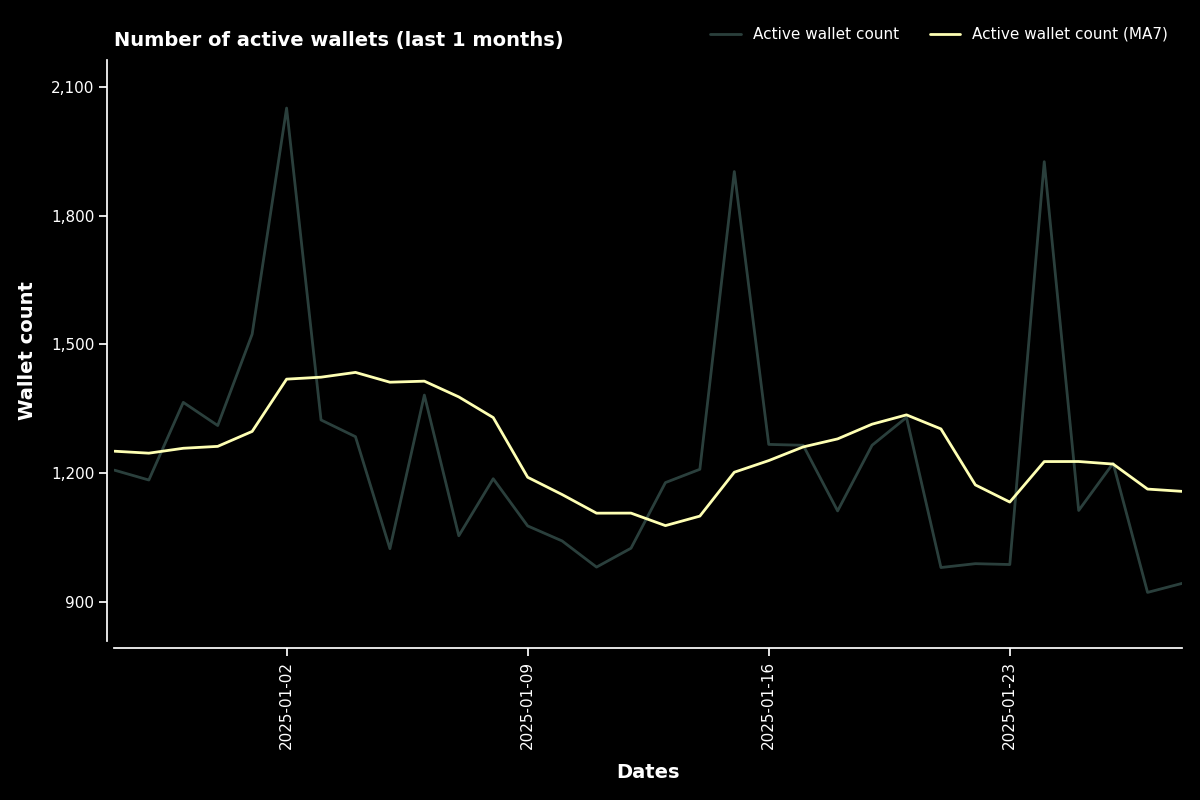 Number of active wallets (last 1 months)
Active wallet count
Active wallet count (MA7)
Wallet count
2,100
1,800
1,500
1,200
900
2025-01-02
2025-01-09
2025-01-16
2025-01-23
Dates